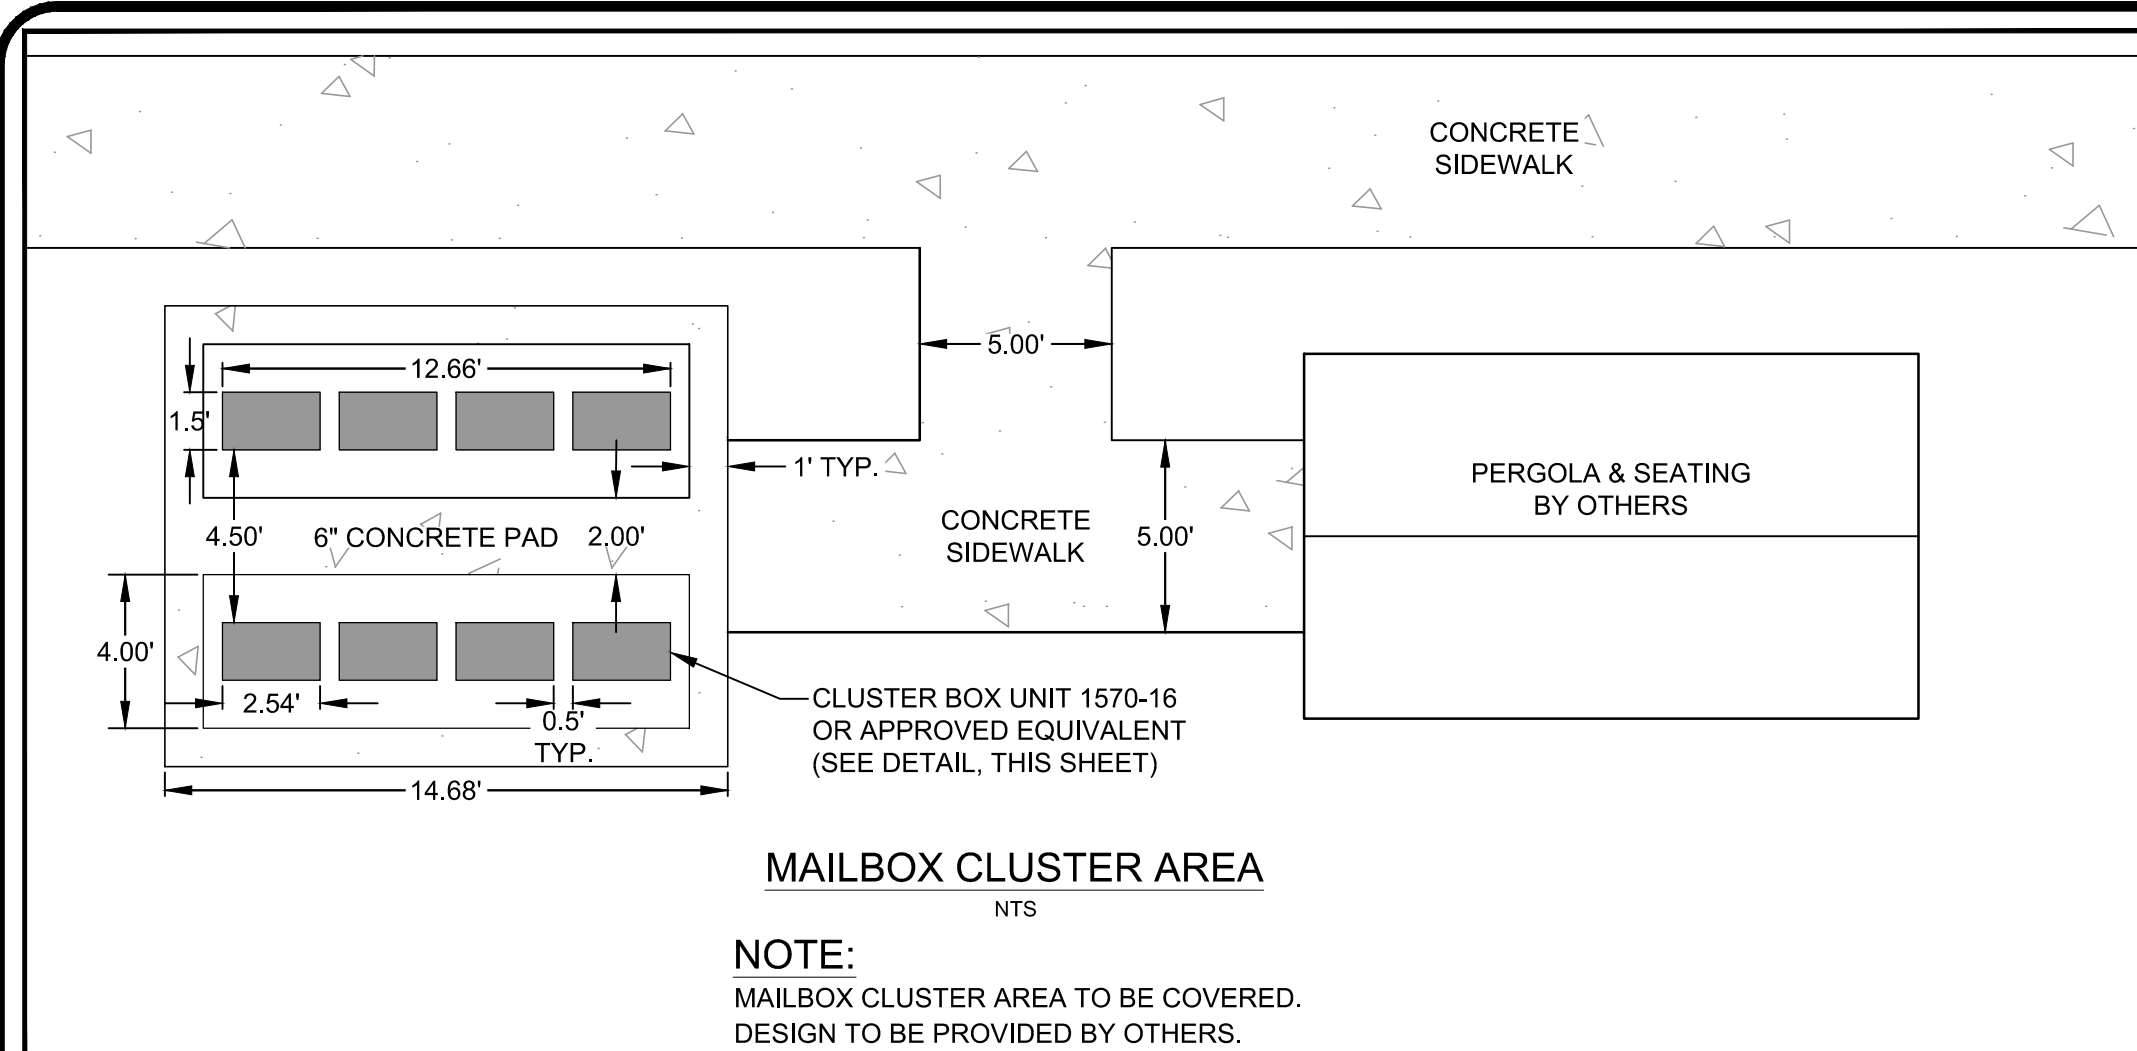 CONCRETE
SIDEWALK
5.00'
12.66'
1.5'
1' TYP.
PERGOLA & SEATING
BY OTHERS
4.50'
6" CONCRETE PAD
2.00'
CONCRETE
SIDEWALK
5.00'
4.00'
2.54'
0.5'
TYP.
CLUSTER BOX UNIT 1570-16
OR APPROVED EQUIVALENT
(SEE DETAIL, THIS SHEET)
14.68'
MAILBOX CLUSTER AREA
NTS
NOTE:
MAILBOX CLUSTER AREA TO BE COVERED.
DESIGN TO BE PROVIDED BY OTHERS.